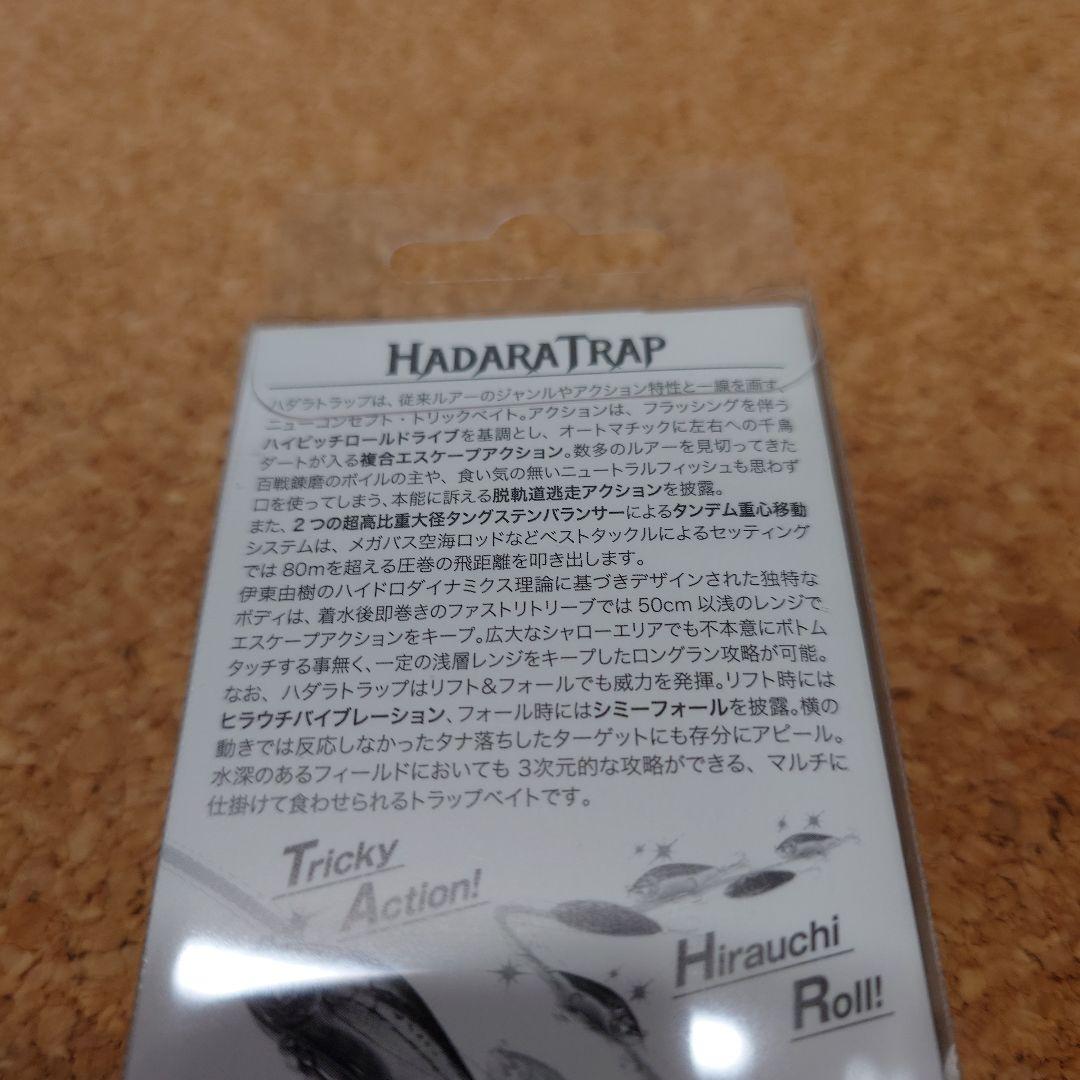 HADARATRAP
ハダラトラップは、従来ルアーのジャンルやアクション特性と一線を画す、
ニューコンセプト・トリックベイト。アクションは、フラッシングを伴う
ハイピッチロールドライブを基調とし、オートマチックに左右への千鳥
ダートが入る複合エスケープアクション。数多のルアーを見切ってきた
百戦錬磨のボイルの主や、食い気の無いニュートラルフィッシュも思わず
口を使ってしまう、本能に訴える脱軌道逃走アクションを披露。
また、2つの超高比重大径タングステンバランサーによるタンデム重心移動
システムは、メガバス空海ロッドなどベストタックルによるセッティング
では80mを超える圧巻の飛距離を叩き出します。
伊東由樹のハイドロダイナミクス理論に基づきデザインされた独特な
ボディは、着水後即巻きのファストリトリーブでは50cm以浅のレンジで
エスケープアクションをキープ。広大なシャローエリアでも不本意にボトム
タッチする事無く、一定の浅層レンジをキープしたロングラン攻略が可能。
なお、ハダラトラップはリフト&フォールでも威力を発揮。リフト時には
ヒラウチバイブレーション、フォール時にはシミーフォールを披露。横の
動きでは反応しなかったタナ落ちしたターゲットにも存分にアピール。
水深のあるフィールドにおいても3次元的な攻略ができる、マルチに
仕掛けて食わせられるトラップベイトです。
Tricky
Action!
Hirauchi
Roll!